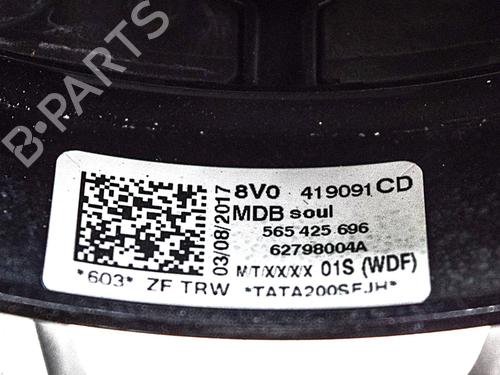 B-PARTS
03/08/2017
8V0 419091 CD
MDB soul
565 425 696
62798004A
MT/X/X/X/X 01S (WDF)
*603* ZF TRW *TATA200SEJH*